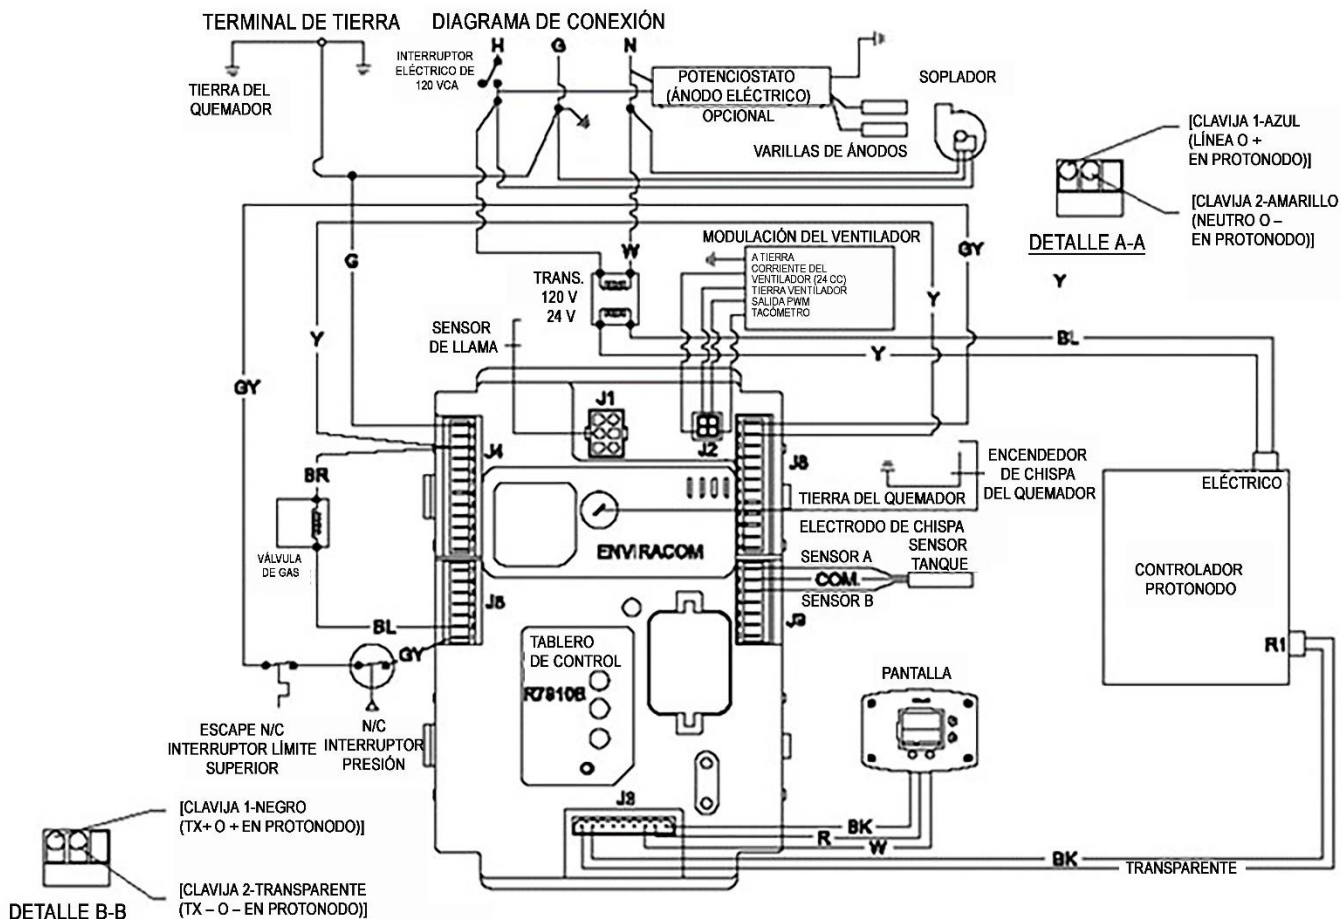 TERMINAL DE TIERRA
DIAGRAMA DE CONEXIÓN
H
G
N
INTERRUPTOR
ELÉCTRICO DE
120 VCA
TIERRA DEL
QUEMADOR
POTENCIOSTATO
(ÁNODO ELÉCTRICO)
OPCIONAL
VARILLAS DE ÁNODOS
SOPLADOR
[CLAVIJA 1-AZUL
(LÍNEA O +
EN PROTONODO)]
[CLAVIJA 2-AMARILLO
(NEUTRO O –
EN PROTONODO)]
DETALLE A-A
Y
MODULACIÓN DEL VENTILADOR
A TIERRA
CORRIENTE DEL
VENTILADOR (24 CC)
TIERRA VENTILADOR
SALIDA PWM
TACÓMETRO
G
W
GY
TRANS.
120 V
24 V
Y
Y
SENSOR
DE LLAMA
BL
Y
GY
J1
J2
J4
J8
BR
ENCENDEDOR
DE CHISPA
DEL QUEMADOR
TIERRA DEL QUEMADOR
ELÉCTRICO
ELECTRODO DE CHISPA
ENVIRACOM
VÁLVULA
DE GAS
SENSOR A
COM.
SENSOR B
SENSOR
TANQUE
CONTROLADOR
PROTONODO
J5
J9
BL
GY
TABLERO
DE CONTROL
R7910B
R1
PANTALLA
ESCAPE N/C
INTERRUPTOR LÍMITE
SUPERIOR
N/C
INTERRUPTOR
PRESIÓN
J3
BK
R
W
BK
TRANSPARENTE
[CLAVIJA 1-NEGRO
(TX+ O + EN PROTONODO)]
[CLAVIJA 2-TRANSPARENTE
(TX – O – EN PROTONODO)]
DETALLE B-B